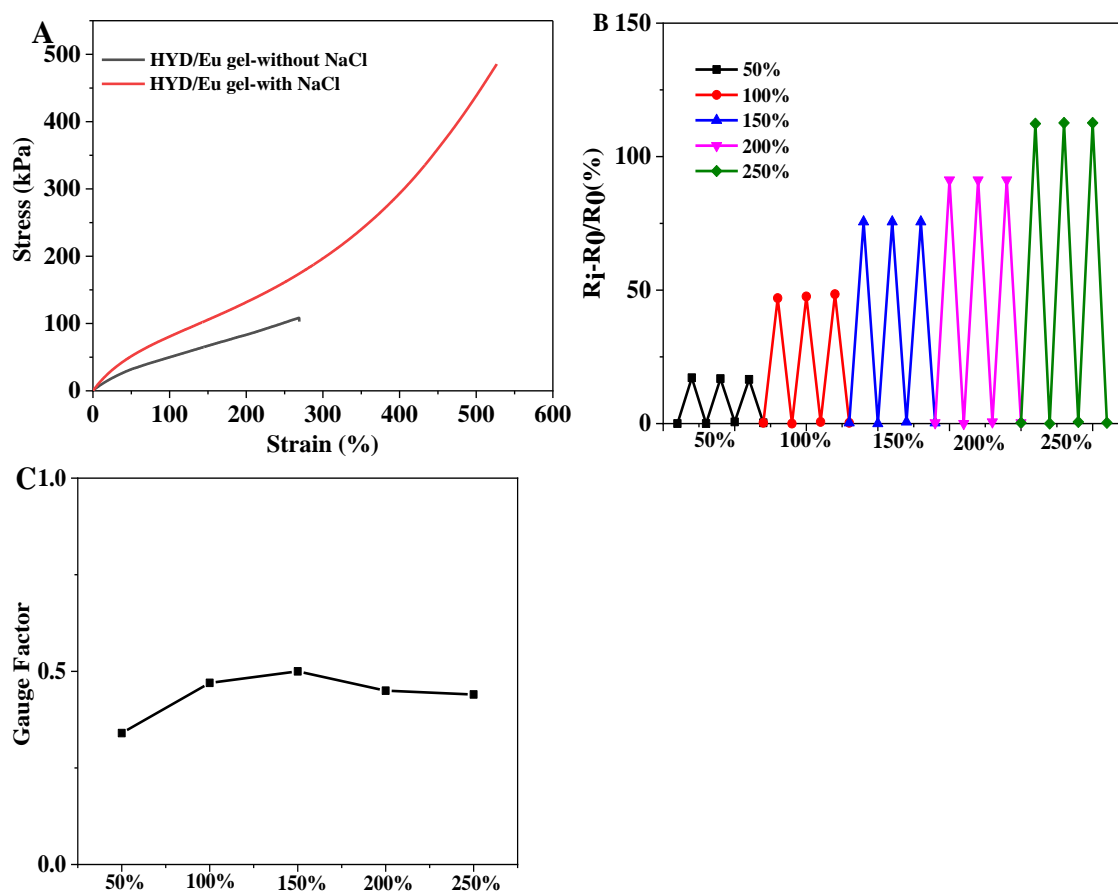 A
HYD/Eu gel-without NaCl
HYD/Eu gel-with NaCl
Stress (kPa)
500
400
300
200
100
0
0 100 200 300 400 500 600
Strain (%)
B
50%
100%
150%
200%
250%
Ri-R0/R0(%)
150
100
50
0
50% 100% 150% 200% 250%
C
Gauge Factor
1.0
0.5
0.0
50% 100% 150% 200% 250%